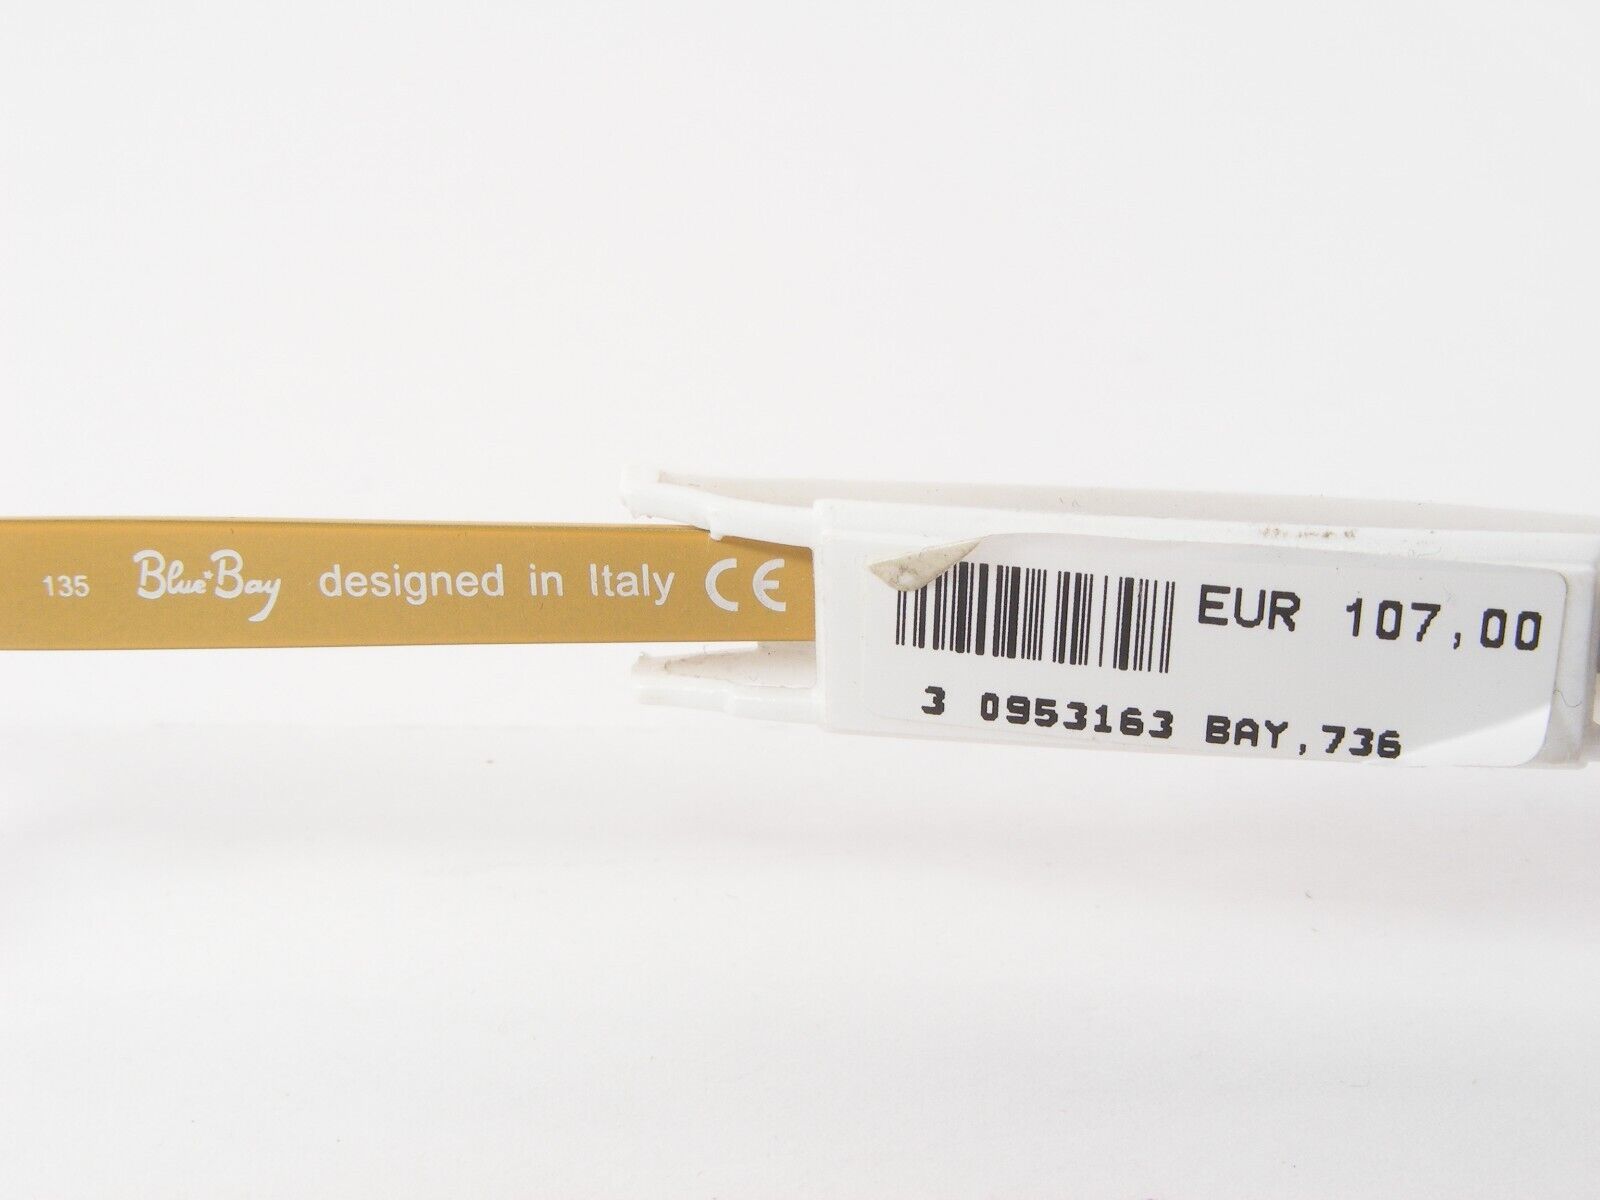 135 Blue Bay designed in Italy CE
EUR 107,00
3 0953163 BAY,736